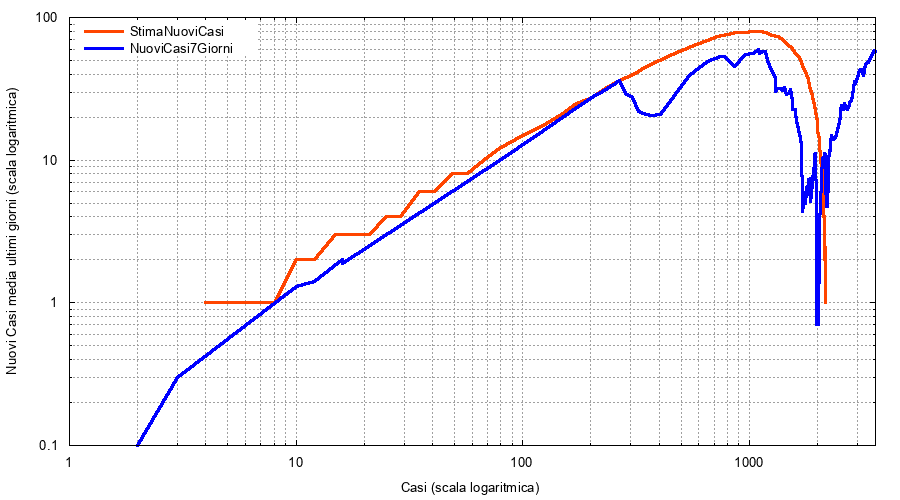 100
StimaNuoviCasi
NuoviCasi7Giorni
10
1
0.1
Nuovi Casi media ultimi giorni (scala logaritmica)
1 10 100 1000
Casi (scala logaritmica)